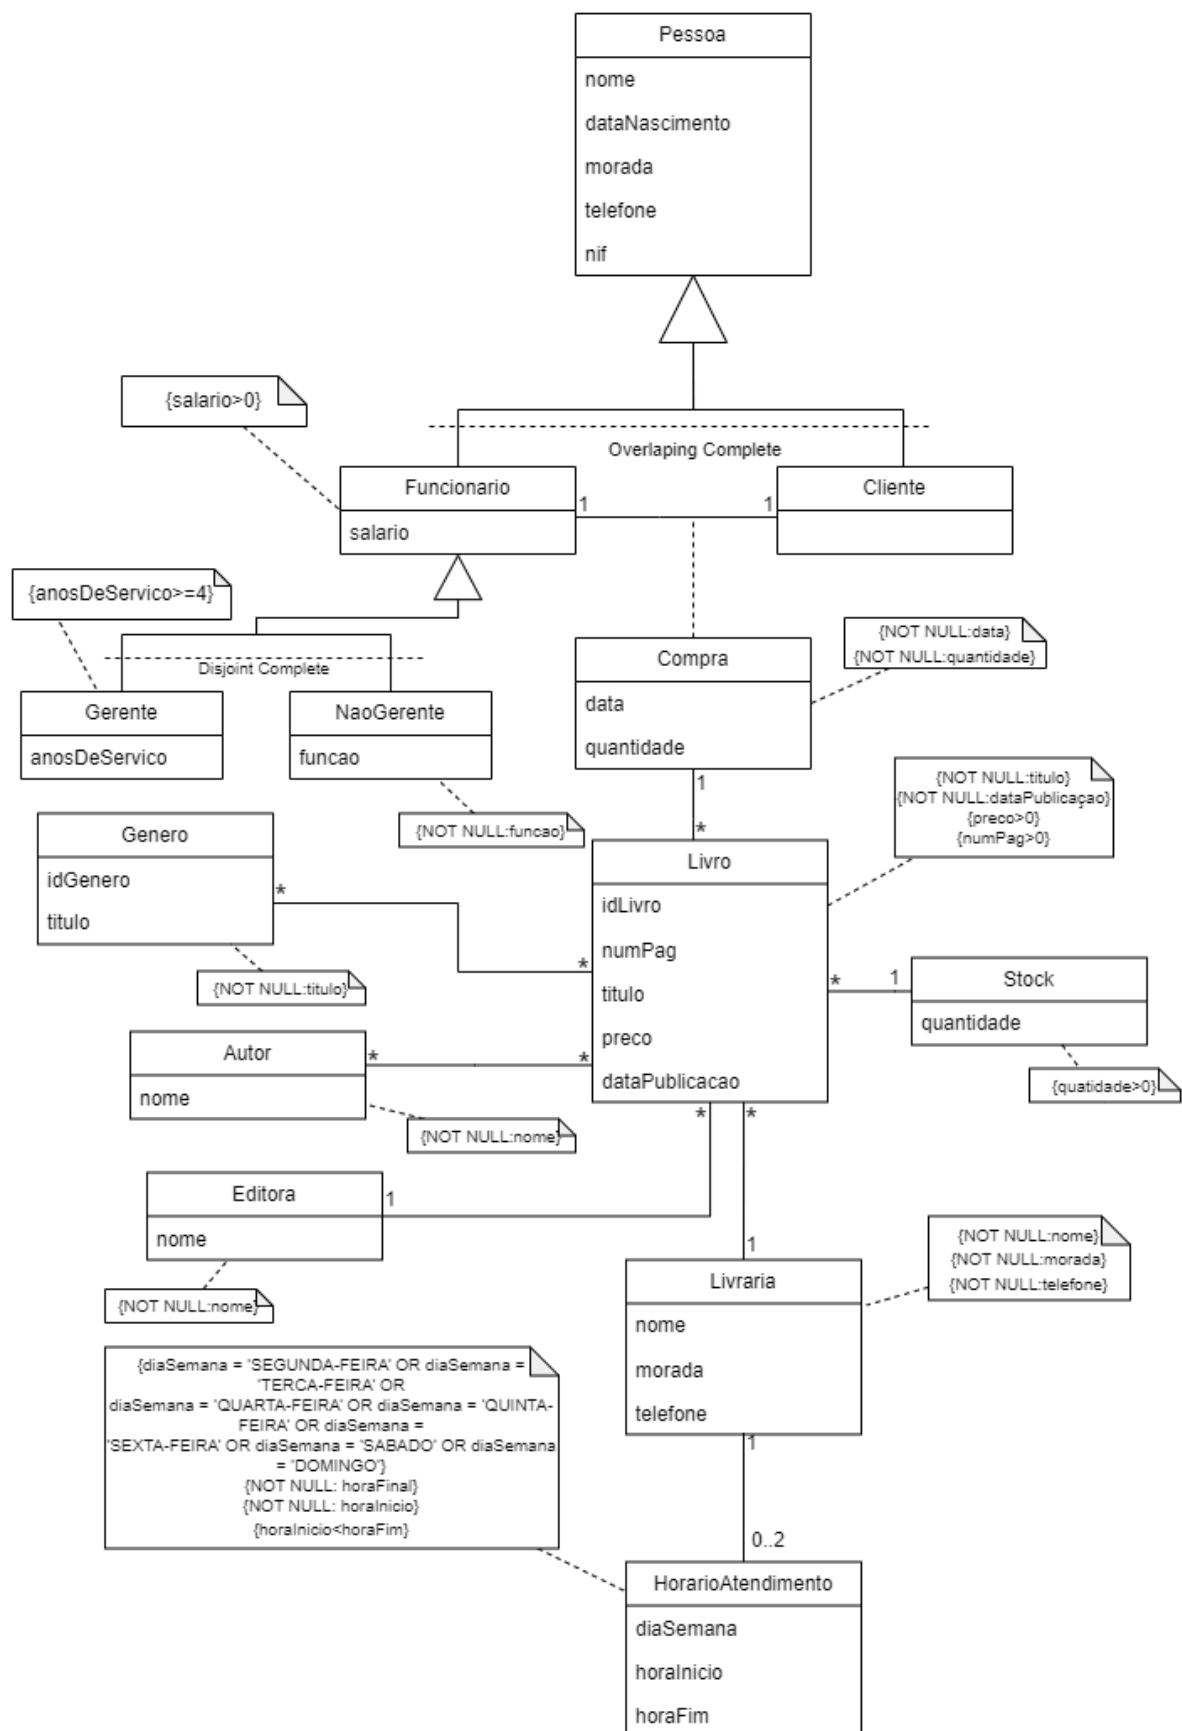 Pessoa
nome
dataNascimento
morada
telefone
nif
{salario>0}
Overlaping Complete
Funcionario
salario
1
1
Cliente
{anosDeServico>=4}
Disjoint Complete
Gerente
anosDeServico
NaoGerente
funcao
{NOT NULL:funcao}
Compra
data
quantidade
{NOT NULL:data}
{NOT NULL:quantidade}
1
*
{NOT NULL:titulo}
{NOT NULL:dataPublicaçao}
{preco>0}
{numPag>0}
Genero
idGenero
titulo
*
*
{NOT NULL:titulo}
Livro
idLivro
numPag
titulo
preco
dataPublicacao
*
1
Stock
quantidade
{quatidade>0}
Autor
nome
*
*
{NOT NULL:nome}
*
*
Editora
nome
1
{NOT NULL:nome}
1
Livraria
nome
morada
telefone
{NOT NULL:nome}
{NOT NULL:morada}
{NOT NULL:telefone}
1
0..2
{diaSemana = 'SEGUNDA-FEIRA' OR diaSemana =
'TERCA-FEIRA' OR
diaSemana = 'QUARTA-FEIRA' OR diaSemana = 'QUINTA-
FEIRA' OR diaSemana =
'SEXTA-FEIRA' OR diaSemana = 'SABADO' OR diaSemana
= 'DOMINGO'}
{NOT NULL: horaFinal}
{NOT NULL: horaInicio}
{horaInicio<horaFim}
HorarioAtendimento
diaSemana
horaInicio
horaFim